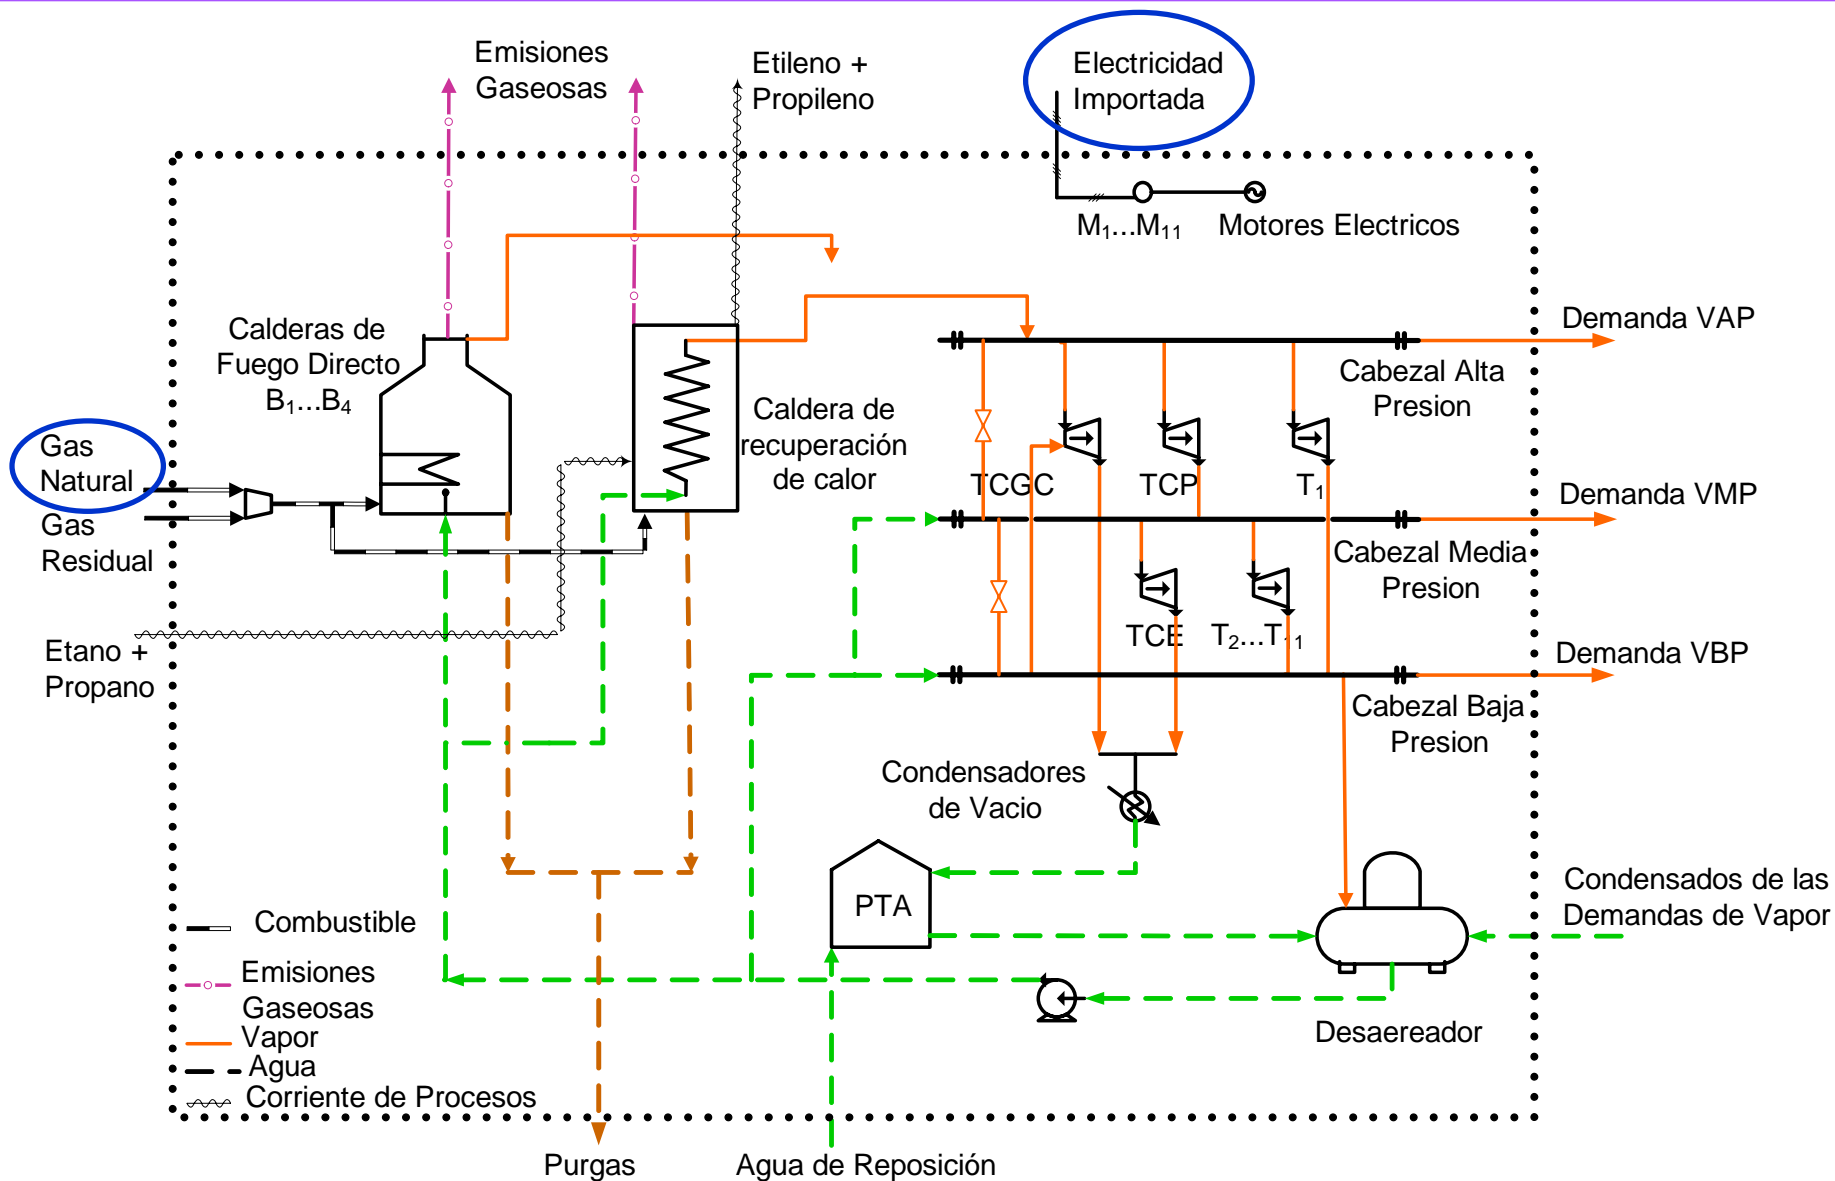 Emisiones
Gaseosas
Etileno +
Propileno
Electricidad
Importada
M₁...M₁₁
Motores Electricos
Calderas de
Fuego Directo
B₁...B₄
Demanda VAP
Cabezal Alta
Presion
Caldera de
recuperación
de calor
Gas
Natural
Gas
Residual
TCGC
TCP
T₁
Demanda VMP
Cabezal Media
Presion
TCE
T₂...T₁₁
Etano +
Propano
Demanda VBP
Cabezal Baja
Presion
Condensadores
de Vacio
PTA
Condensados de las
Demandas de Vapor
Desaereador
Combustible
Emisiones
Gaseosas
Vapor
Agua
Corriente de Procesos
Purgas
Agua de Reposición